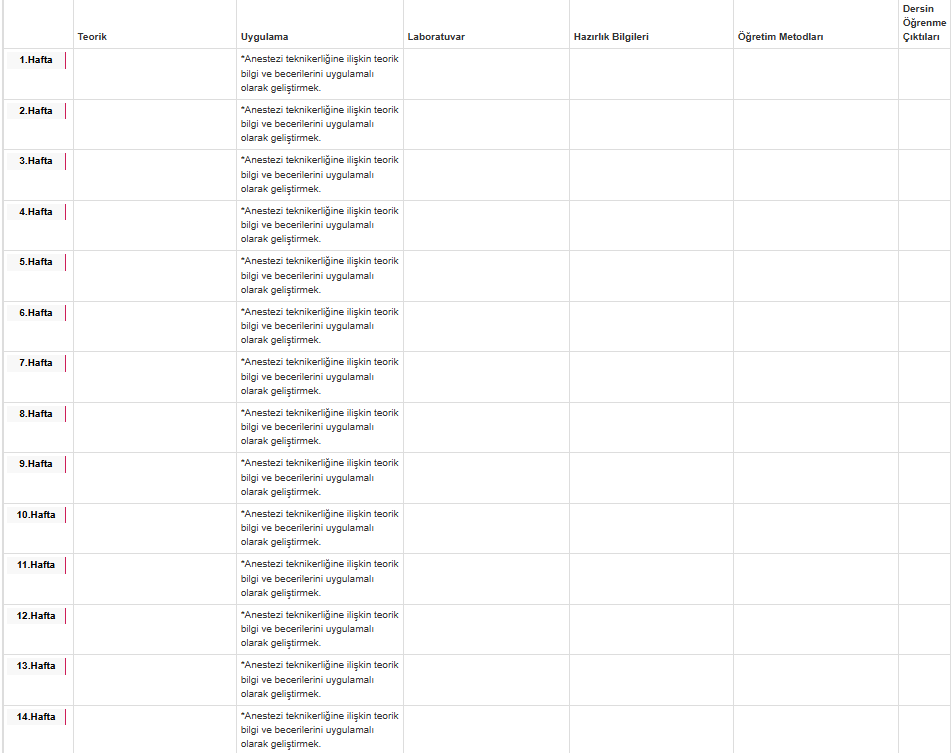 Teorik Uygulama Laboratuvar Hazırlık Bilgileri Öğretim Metodları Dersin
Öğrenme
Çıktıları
1.Hafta *Anestezi teknikerliğine ilişkin teorik
bilgi ve becerilerini uygulamalı
olarak geliştirmek.
2.Hafta *Anestezi teknikerliğine ilişkin teorik
bilgi ve becerilerini uygulamalı
olarak geliştirmek.
3.Hafta *Anestezi teknikerliğine ilişkin teorik
bilgi ve becerilerini uygulamalı
olarak geliştirmek.
4.Hafta *Anestezi teknikerliğine ilişkin teorik
bilgi ve becerilerini uygulamalı
olarak geliştirmek.
5.Hafta *Anestezi teknikerliğine ilişkin teorik
bilgi ve becerilerini uygulamalı
olarak geliştirmek.
6.Hafta *Anestezi teknikerliğine ilişkin teorik
bilgi ve becerilerini uygulamalı
olarak geliştirmek.
7.Hafta *Anestezi teknikerliğine ilişkin teorik
bilgi ve becerilerini uygulamalı
olarak geliştirmek.
8.Hafta *Anestezi teknikerliğine ilişkin teorik
bilgi ve becerilerini uygulamalı
olarak geliştirmek.
9.Hafta *Anestezi teknikerliğine ilişkin teorik
bilgi ve becerilerini uygulamalı
olarak geliştirmek.
10.Hafta *Anestezi teknikerliğine ilişkin teorik
bilgi ve becerilerini uygulamalı
olarak geliştirmek.
11.Hafta *Anestezi teknikerliğine ilişkin teorik
bilgi ve becerilerini uygulamalı
olarak geliştirmek.
12.Hafta *Anestezi teknikerliğine ilişkin teorik
bilgi ve becerilerini uygulamalı
olarak geliştirmek.
13.Hafta *Anestezi teknikerliğine ilişkin teorik
bilgi ve becerilerini uygulamalı
olarak geliştirmek.
14.Hafta *Anestezi teknikerliğine ilişkin teorik
bilgi ve becerilerini uygulamalı
olarak geliştirmek.